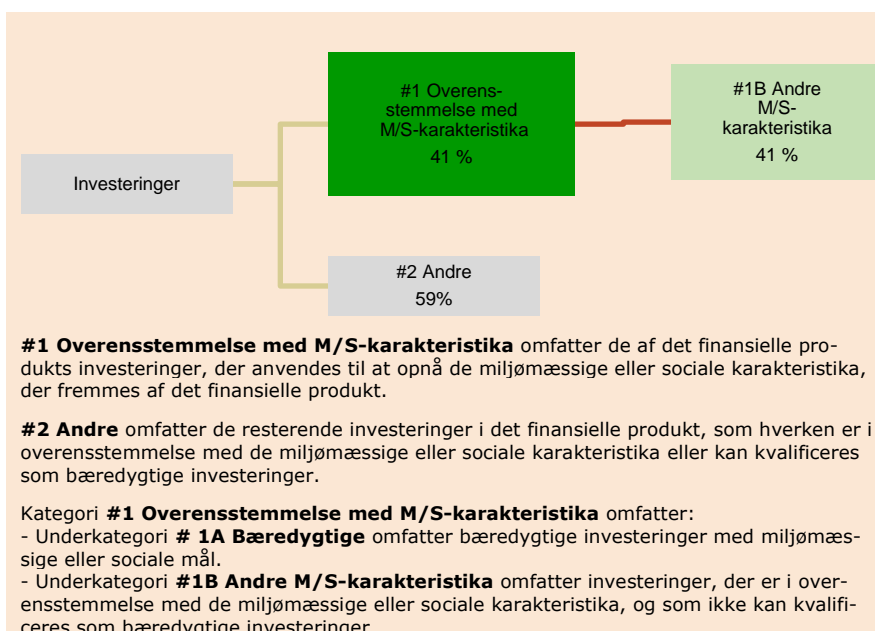 #1 Overens-
stemmelse med
M/S-karakteristika
41 %
#1B Andre
M/S-
karakteristika
41 %
Investeringer
#2 Andre
59%
#1 Overensstemmelse med M/S-karakteristika omfatter de af det finansielle pro-
dukts investeringer, der anvendes til at opnå de miljømæssige eller sociale karakteristika,
der fremmes af det finansielle produkt.
#2 Andre omfatter de resterende investeringer i det finansielle produkt, som hverken er i
overensstemmelse med de miljømæssige eller sociale karakteristika eller kan kvalificeres
som bæredygtige investeringer.
Kategori #1 Overensstemmelse med M/S-karakteristika omfatter:
- Underkategori # 1A Bæredygtige omfatter bæredygtige investeringer med miljømæs-
sige eller sociale mål.
- Underkategori #1B Andre M/S-karakteristika omfatter investeringer, der er i over-
ensstemmelse med de miljømæssige eller sociale karakteristika, og som ikke kan kvalifi-
ceres som bæredygtige investeringer.